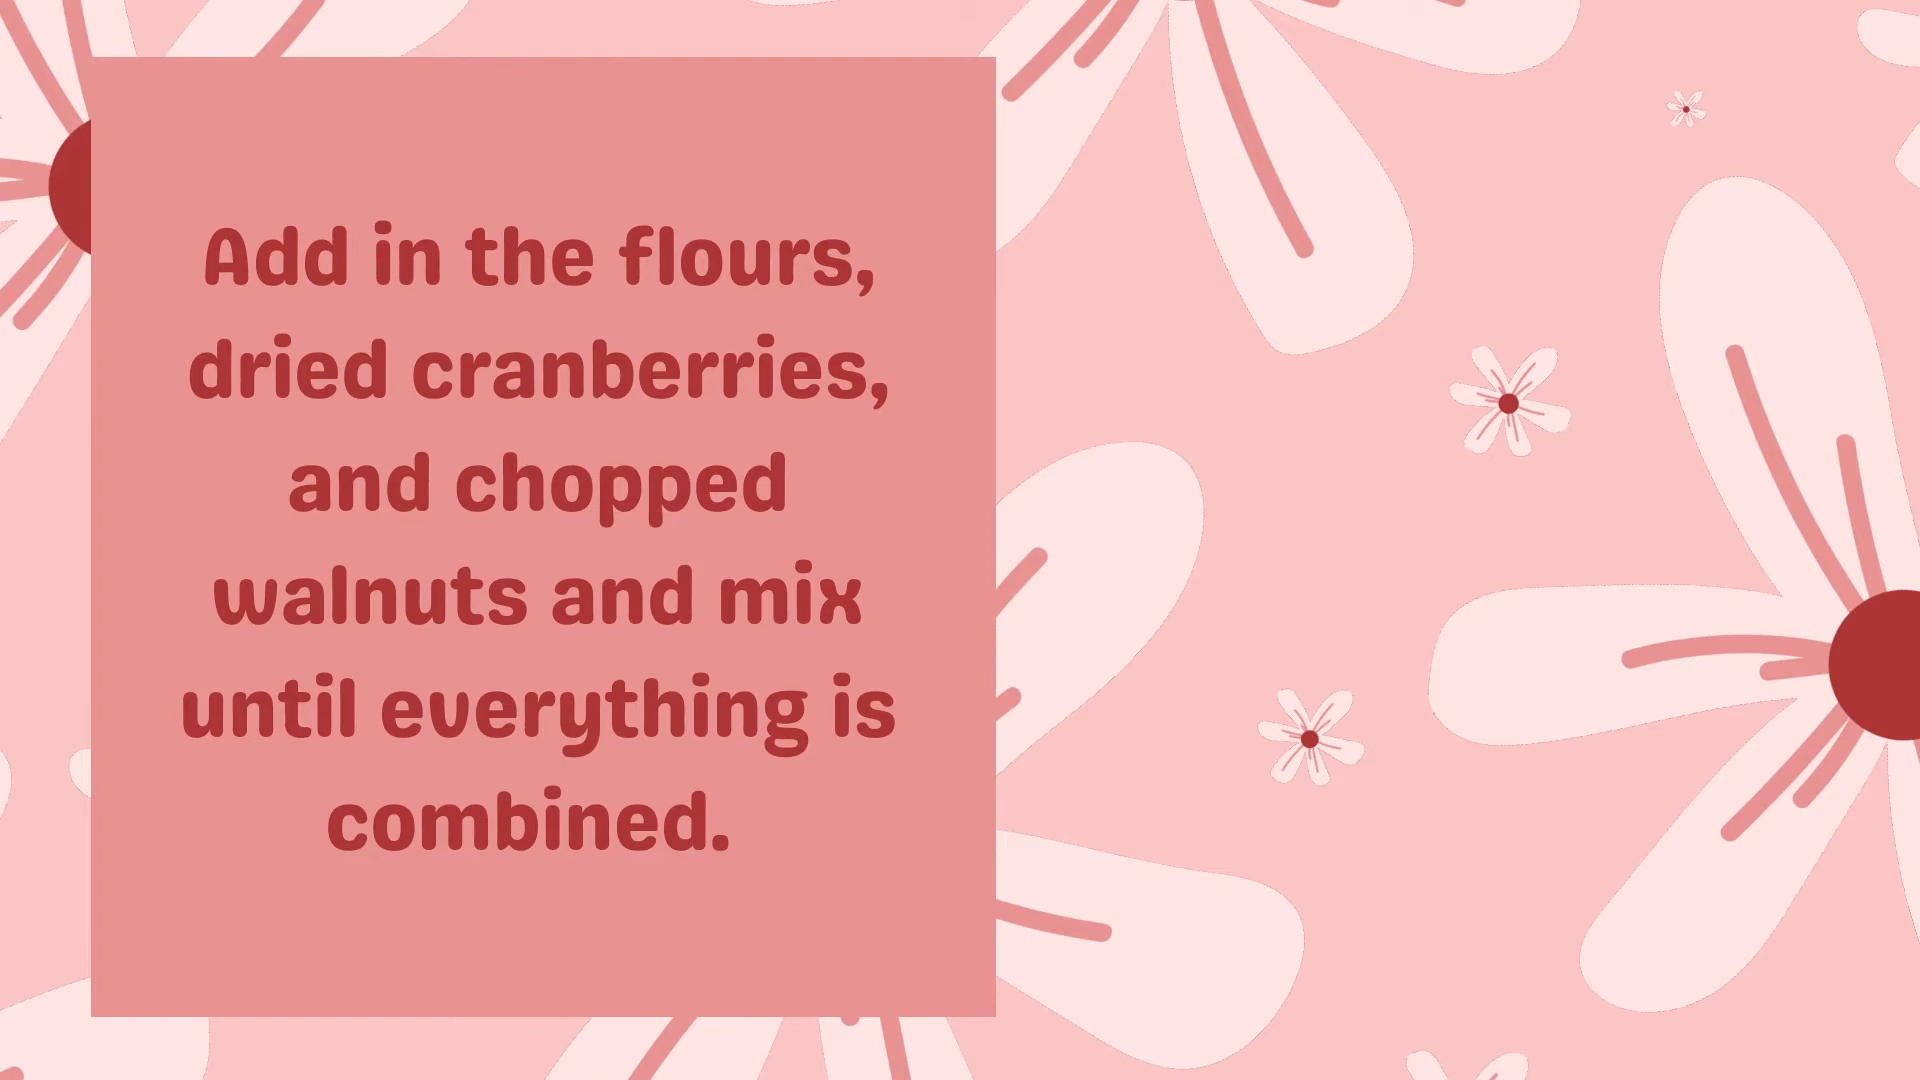 Add in the flours,
dried cranberries,
and chopped
walnuts and mix
until everything is
combined.